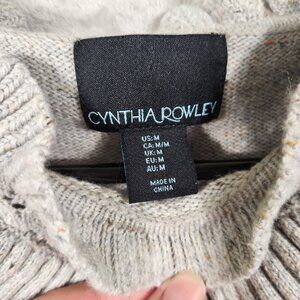 CYNTHIA ROWLEY
US: M
CA: M/M
UK: M
EU: M
AU: M
MADE IN
CHINA